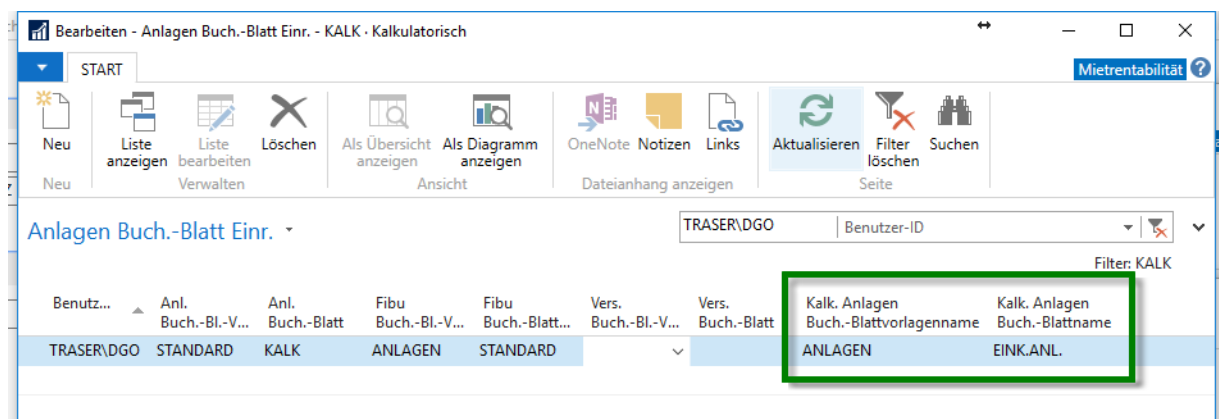 Bearbeiten - Anlagen Buch.-Blatt Einr. - KALK · Kalkulatorisch
START
Mietrentabilität
Neu
Liste anzeigen
Liste bearbeiten
Löschen
Als Übersicht anzeigen
Als Diagramm anzeigen
OneNote
Notizen
Links
Aktualisieren
Filter löschen
Suchen
Neu
Verwalten
Ansicht
Dateianhang anzeigen
Seite
Anlagen Buch.-Blatt Einr.
TRASER\DGO
Benutzer-ID
Filter: KALK
Benutz...
Anl. Buch.-Bl.-V...
Anl. Buch.-Blatt
Fibu Buch.-Bl.-V...
Fibu Buch.-Blatt...
Vers. Buch.-Bl.-V...
Vers. Buch.-Blatt
Kalk. Anlagen Buch.-Blattvorlagenname
Kalk. Anlagen Buch.-Blattname
TRASER\DGO STANDARD KALK ANLAGEN STANDARD ANLAGEN EINK.ANL.